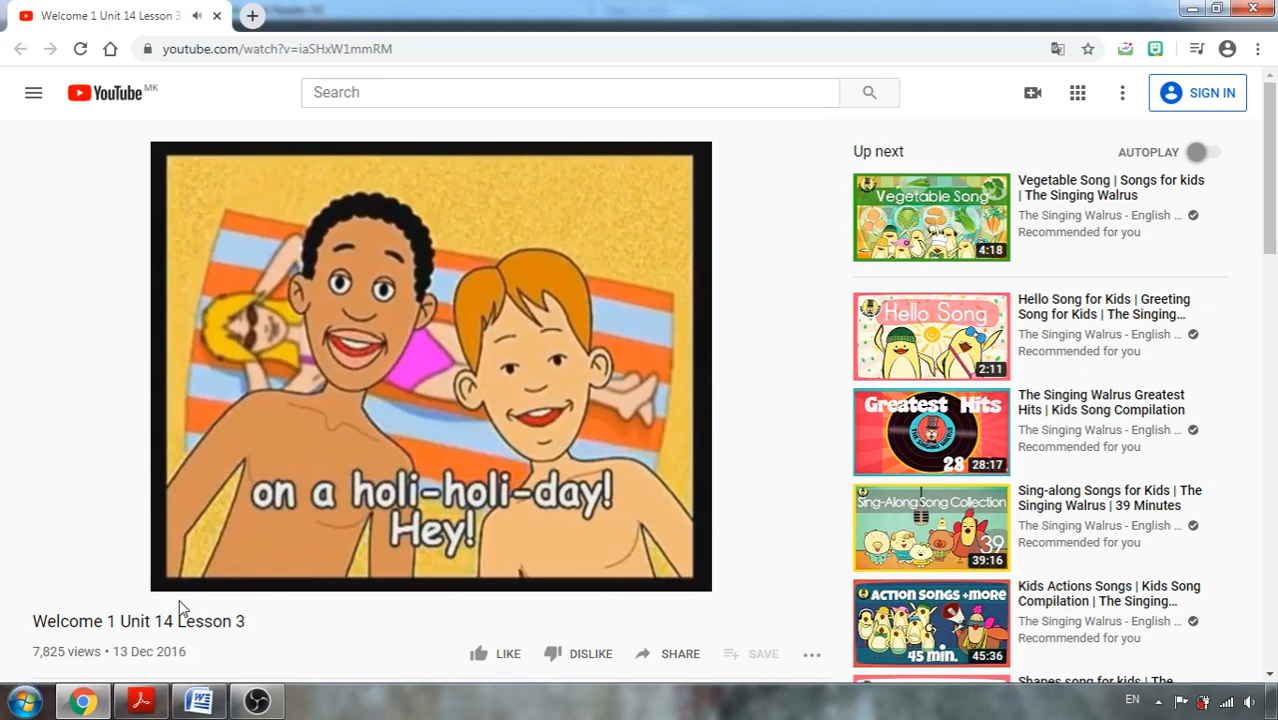 Welcome 1 Unit 14 Lesson 3
youtube.com/watch?v=iaSHxW1mmRM
YouTube MK
Search
SIGN IN
on a holi-holi-day!
Hey!
Welcome 1 Unit 14 Lesson 3
7,825 views • 13 Dec 2016
LIKE
DISLIKE
SHARE
SAVE
Up next
AUTOPLAY
Vegetable Song
4:18
Vegetable Song | Songs for kids
| The Singing Walrus
The Singing Walrus - English ...
Recommended for you
Hello Song
2:11
Hello Song for Kids | Greeting
Song for Kids | The Singing...
The Singing Walrus - English ...
Recommended for you
Greatest Hits
28
28:17
The Singing Walrus Greatest
Hits | Kids Song Compilation
The Singing Walrus - English ...
Recommended for you
Sing-along Song Collection
39
39:16
Sing-along Songs for Kids | The
Singing Walrus | 39 Minutes
The Singing Walrus - English ...
Recommended for you
ACTION SONGS +MORE
45 min.
45:36
Kids Actions Songs | Kids Song
Compilation | The Singing...
The Singing Walrus - English ...
Recommended for you
Shapes song for kids | The
EN